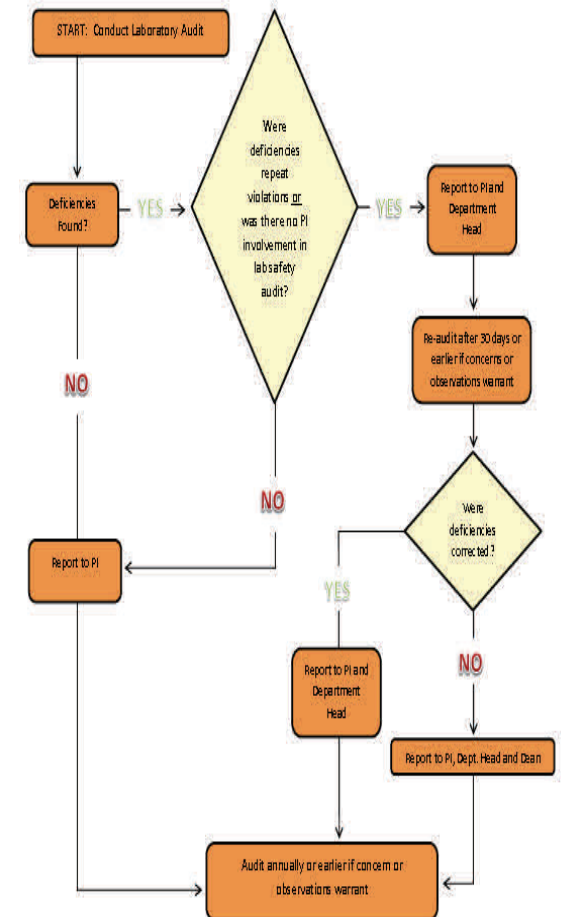 START: Conduct Laboratory Audit
Deficiencies
Found?
YES
Were
deficiencies
repeat
violations or
was there no PI
involvement in
lab safety
audit?
YES
Report to PI and
Department
Head
Re-audit after 30 days or
earlier if concerns or
observations warrant
NO
NO
Were
deficiencies
corrected?
Report to PI
YES
NO
Report to PI and
Department
Head
Report to PI, Dept. Head and Dean
Audit annually or earlier if concern or
observations warrant